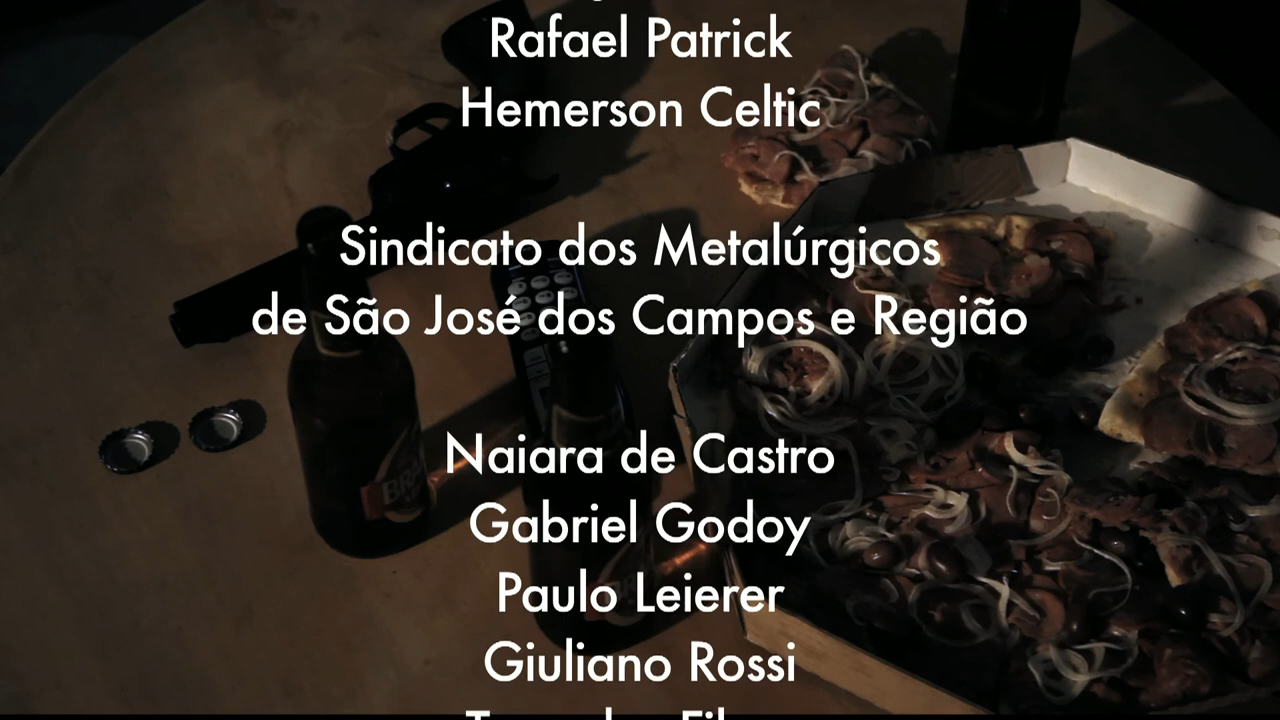 Rafael Patrick
Hemerson Celtic
Sindicato dos Metalúrgicos
de São José dos Campos e Região
Naiara de Castro
Gabriel Godoy
Paulo Leierer
Giuliano Rossi